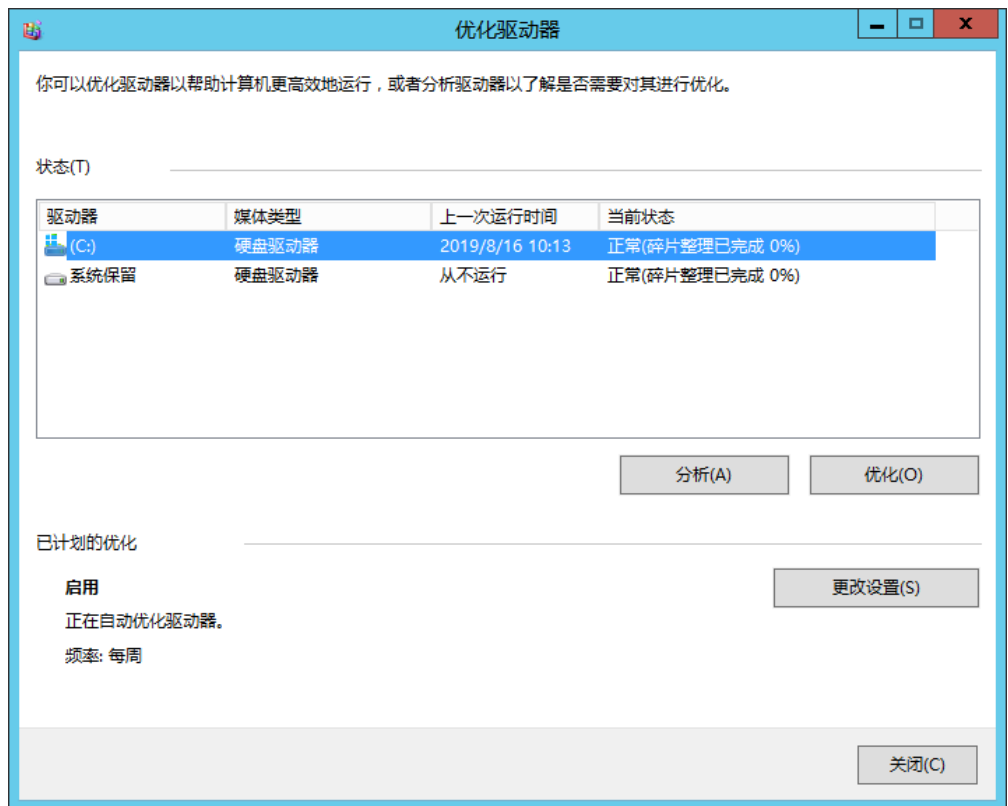 优化驱动器
你可以优化驱动器以帮助计算机更高效地运行，或者分析驱动器以了解是否需要对其进行优化。
状态(T)
驱动器 媒体类型 上一次运行时间 当前状态
(C:) 硬盘驱动器 2019/8/16 10:13 正常(碎片整理已完成 0%)
系统保留 硬盘驱动器 从不运行 正常(碎片整理已完成 0%)
分析(A) 优化(O)
已计划的优化
启用 更改设置(S)
正在自动优化驱动器。
频率: 每周
关闭(C)